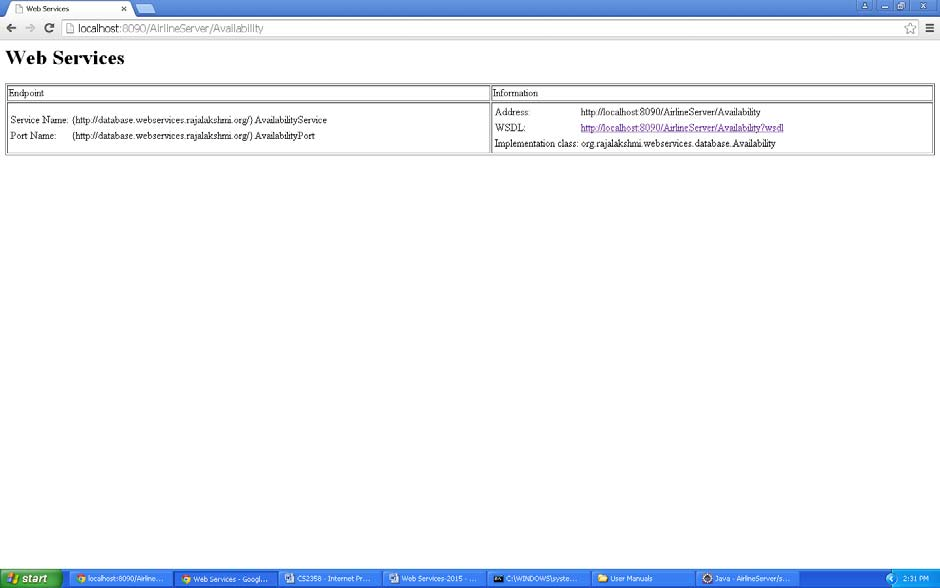 Web Services
localhost:8090/AirlineServer/Availability
Web Services
Endpoint Information
Service Name: {http://database.webservices.rajalakshmi.org/}AvailabilityService
Port Name: {http://database.webservices.rajalakshmi.org/}AvailabilityPort
Address: http://localhost:8090/AirlineServer/Availability
WSDL: http://localhost:8090/AirlineServer/Availability?wsdl
Implementation class: org.rajalakshmi.webservices.database.Availability
start localhost:8090/Airline... Web Services - Googl... CS2358 - Internet Pr... Web Services-2015 - ... C:\WINDOWS\syste... User Manuals Java - AirlineServer/s... 2:31 PM